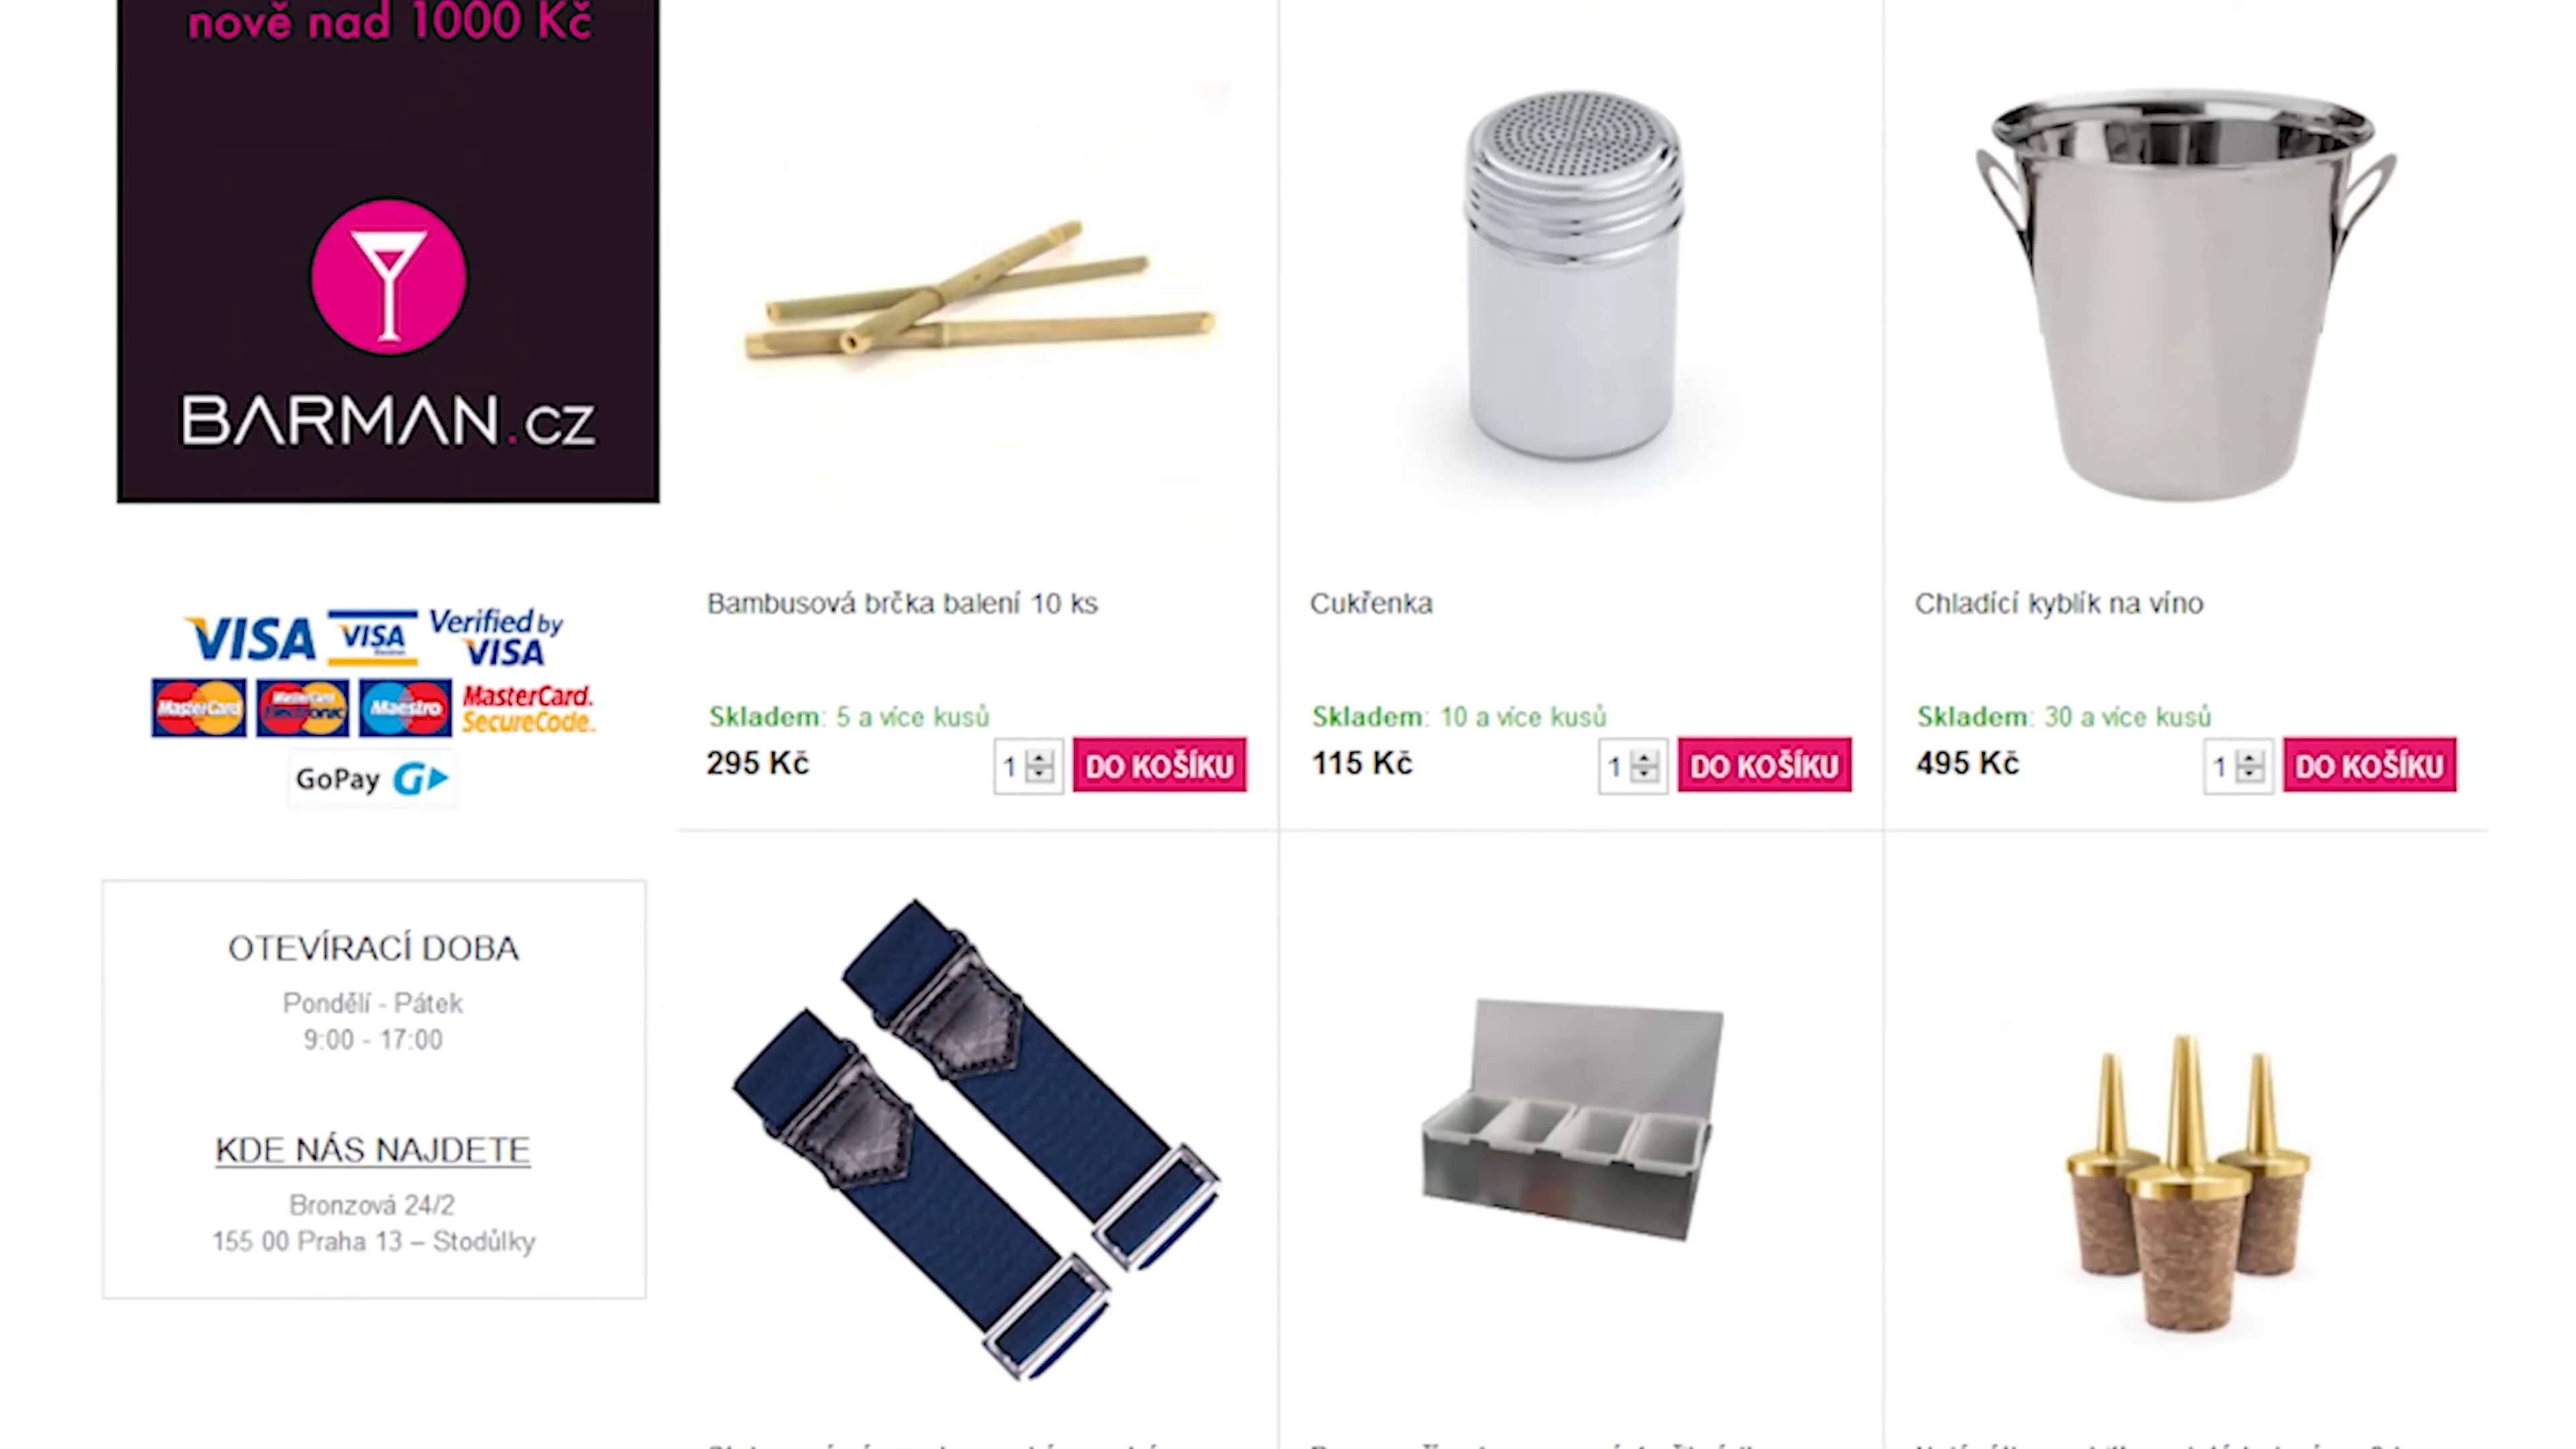 nově nad 1000 Kč
BARMAN.cz
VISA VISA Electron Verified by VISA
MasterCard MasterCard Electronic Maestro MasterCard. SecureCode.
GoPay G
OTEVÍRACÍ DOBA
Pondělí - Pátek
9:00 - 17:00
KDE NÁS NAJDETE
Bronzová 24/2
155 00 Praha 13 – Stodůlky
Bambusová brčka balení 10 ks
Skladem: 5 a více kusů
295 Kč 1 DO KOŠÍKU
Cukřenka
Skladem: 10 a více kusů
115 Kč 1 DO KOŠÍKU
Chladící kyblík na víno
Skladem: 30 a více kusů
495 Kč 1 DO KOŠÍKU